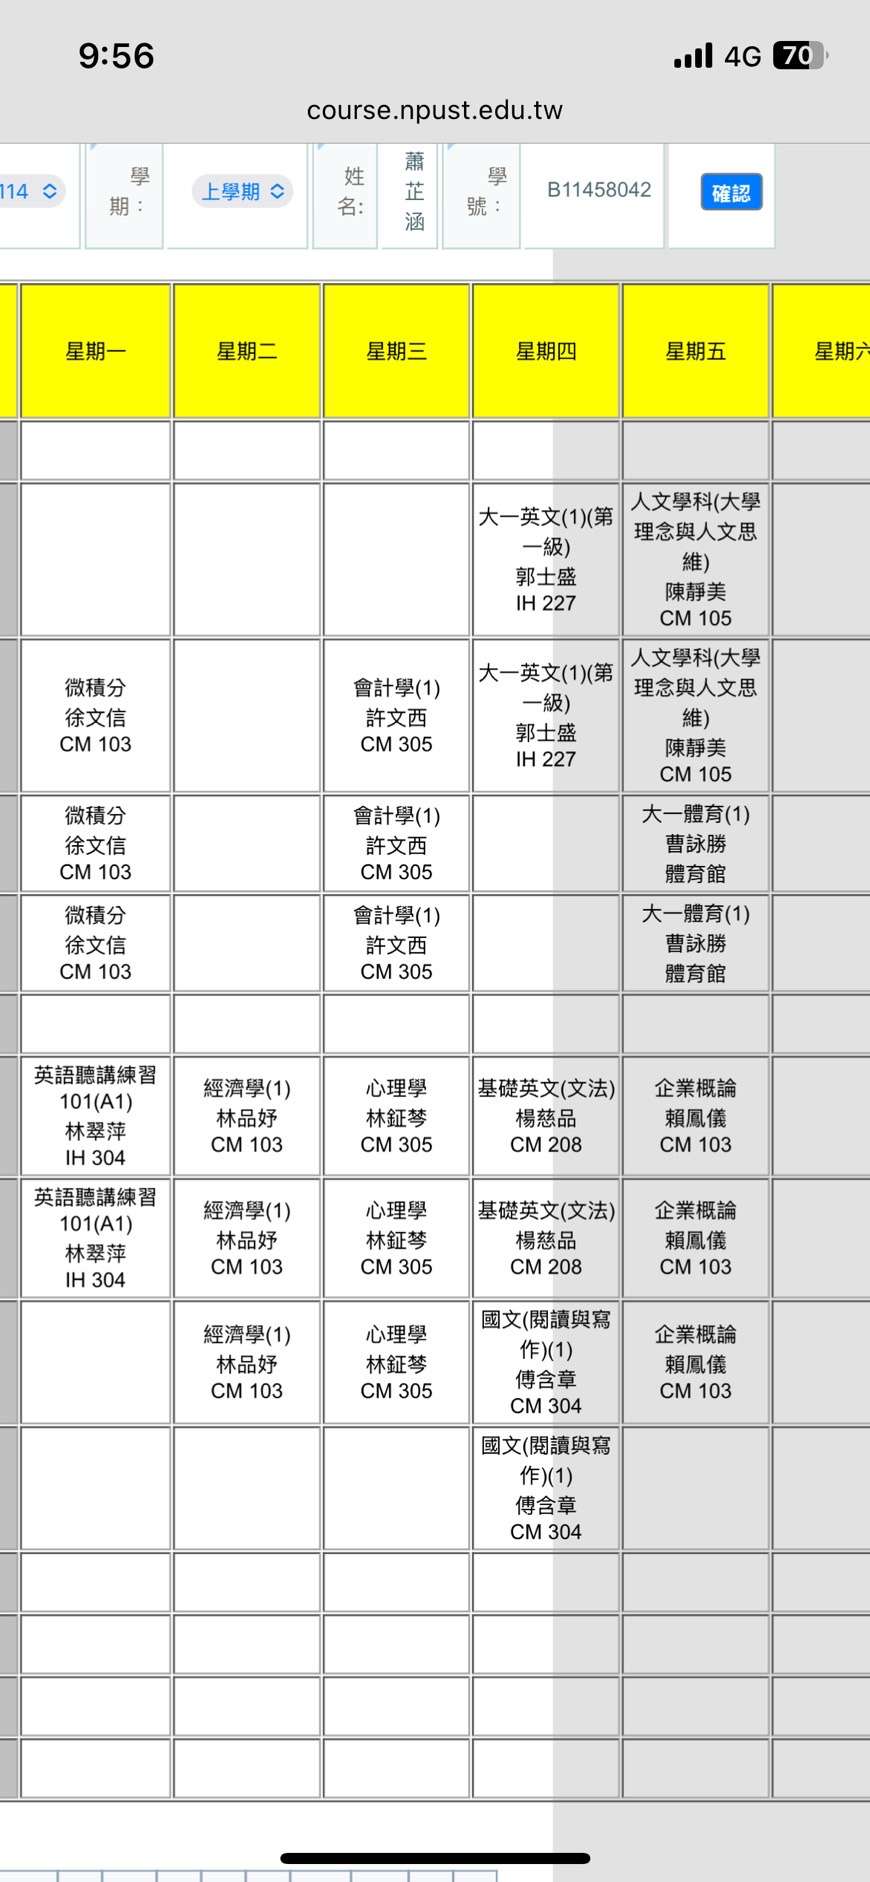 9:56
4G 70
course.npust.edu.tw
114
學
期：
上學期
姓
名:
蕭
芷
涵
學
號：
B11458042
確認
星期一 星期二 星期三 星期四 星期五 星期六
大一英文(1)(第
一級)
郭士盛
IH 227
人文學科(大學
理念與人文思
維)
陳靜美
CM 105
微積分
徐文信
CM 103
會計學(1)
許文西
CM 305
大一英文(1)(第
一級)
郭士盛
IH 227
人文學科(大學
理念與人文思
維)
陳靜美
CM 105
微積分
徐文信
CM 103
會計學(1)
許文西
CM 305
大一體育(1)
曹詠勝
體育館
微積分
徐文信
CM 103
會計學(1)
許文西
CM 305
大一體育(1)
曹詠勝
體育館
英語聽講練習
101(A1)
林翠萍
IH 304
經濟學(1)
林品妤
CM 103
心理學
林鉦棽
CM 305
基礎英文(文法)
楊慈品
CM 208
企業概論
賴鳳儀
CM 103
英語聽講練習
101(A1)
林翠萍
IH 304
經濟學(1)
林品妤
CM 103
心理學
林鉦棽
CM 305
基礎英文(文法)
楊慈品
CM 208
企業概論
賴鳳儀
CM 103
經濟學(1)
林品妤
CM 103
心理學
林鉦棽
CM 305
國文(閱讀與寫
作)(1)
傅含章
CM 304
企業概論
賴鳳儀
CM 103
國文(閱讀與寫
作)(1)
傅含章
CM 304